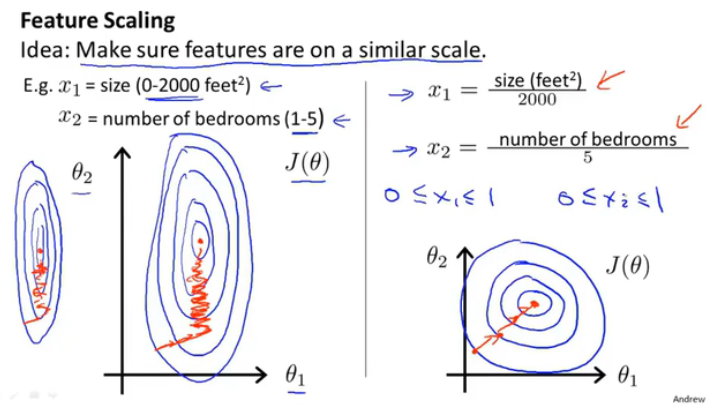 Feature Scaling
Idea: Make sure features are on a similar scale.
E.g. x₁ = size (0-2000 feet²) ←
x₂ = number of bedrooms (1-5) ←
θ₂
J(θ)
θ₁
→ x₁ = size (feet²) / 2000
→ x₂ = number of bedrooms / 5
0 ≤ x₁ ≤ 1 0 ≤ x₂ ≤ 1
θ₂
J(θ)
θ₁
Andrew